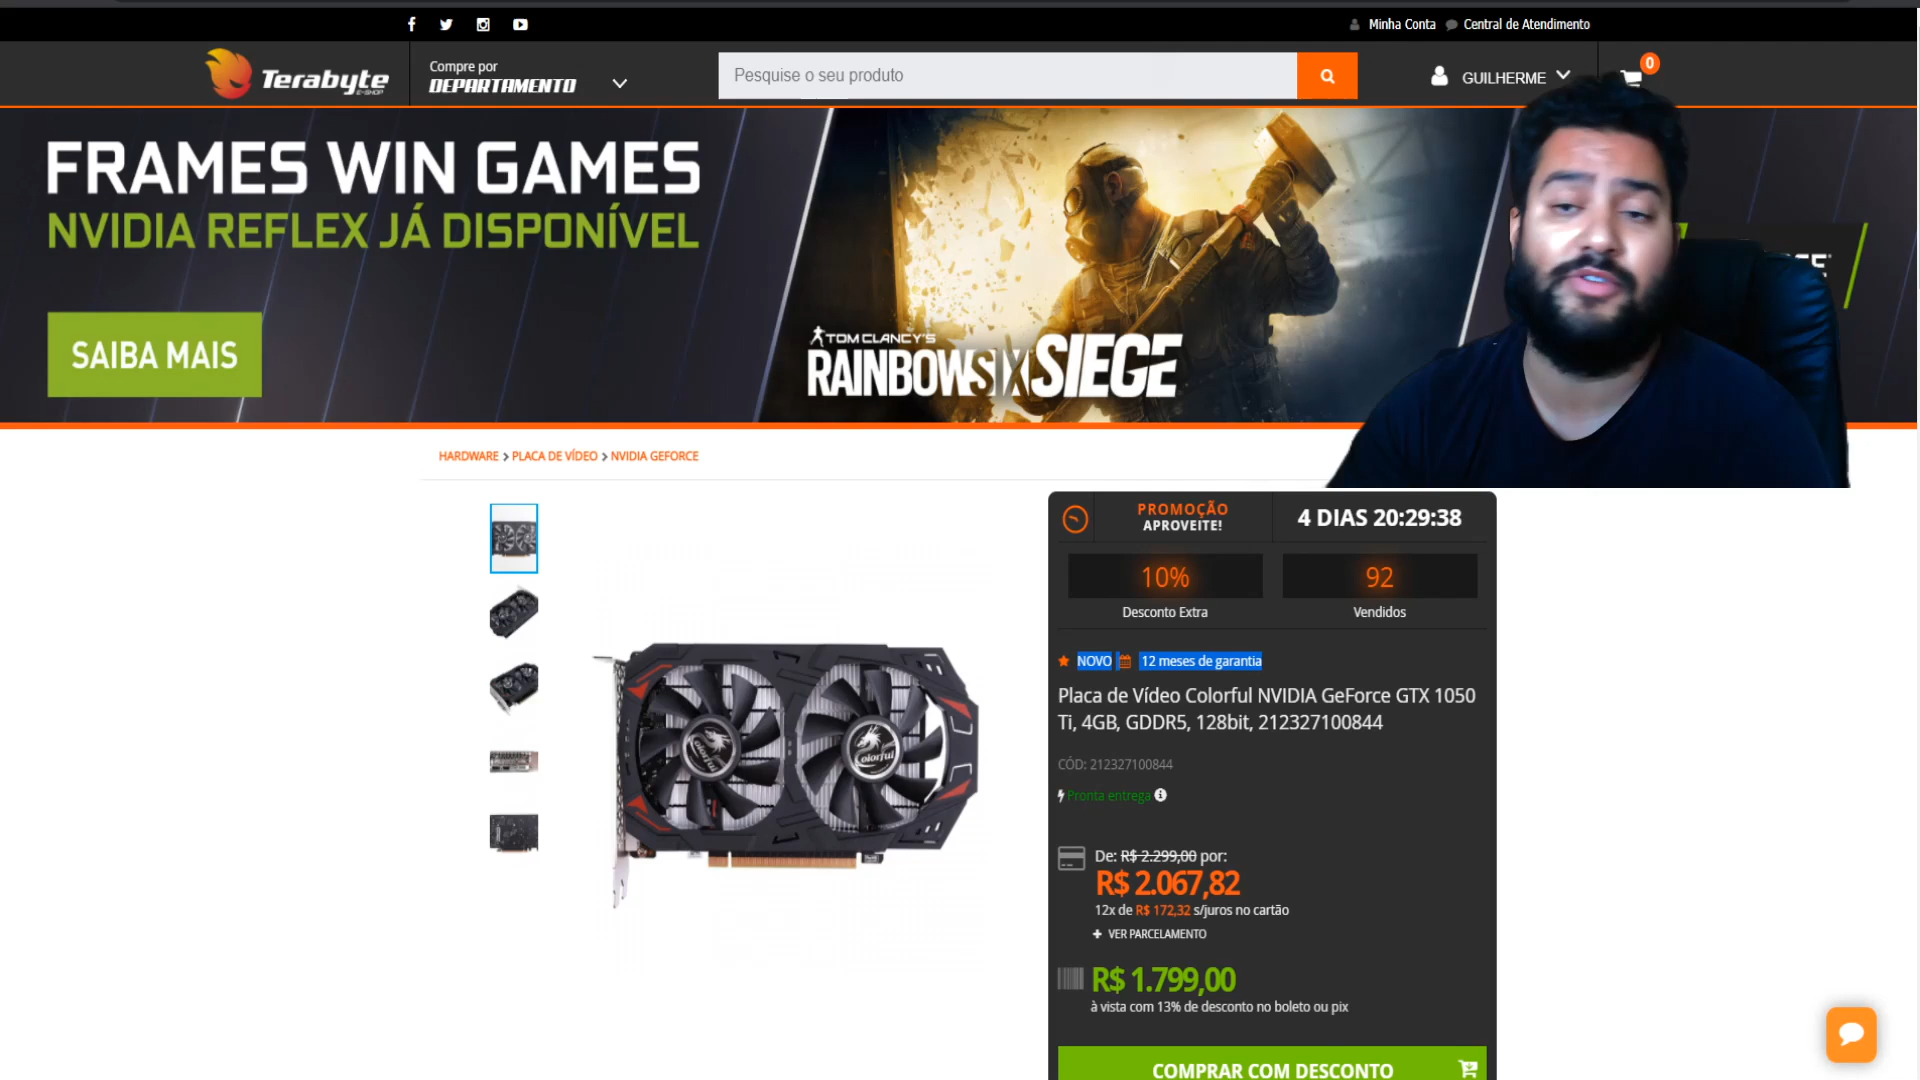 Minha Conta
Central de Atendimento
Terabyte
E-SHOP
Compre por
DEPARTAMENTO
Pesquise o seu produto
GUILHERME
0
FRAMES WIN GAMES
NVIDIA REFLEX JÁ DISPONÍVEL
SAIBA MAIS
TOM CLANCY'S
RAINBOW SIX SIEGE
HARDWARE > PLACA DE VÍDEO > NVIDIA GEFORCE
PROMOÇÃO
APROVEITE!
4 DIAS 20:29:38
10%
Desconto Extra
92
Vendidos
NOVO
12 meses de garantia
Placa de Vídeo Colorful NVIDIA GeForce GTX 1050
Ti, 4GB, GDDR5, 128bit, 212327100844
CÓD: 212327100844
Pronta entrega
De: R$ 2.299,00 por:
R$ 2.067,82
12x de R$ 172,32 s/juros no cartão
+ VER PARCELAMENTO
R$ 1.799,00
à vista com 13% de desconto no boleto ou pix
COMPRAR COM DESCONTO
Colorful
Colorful